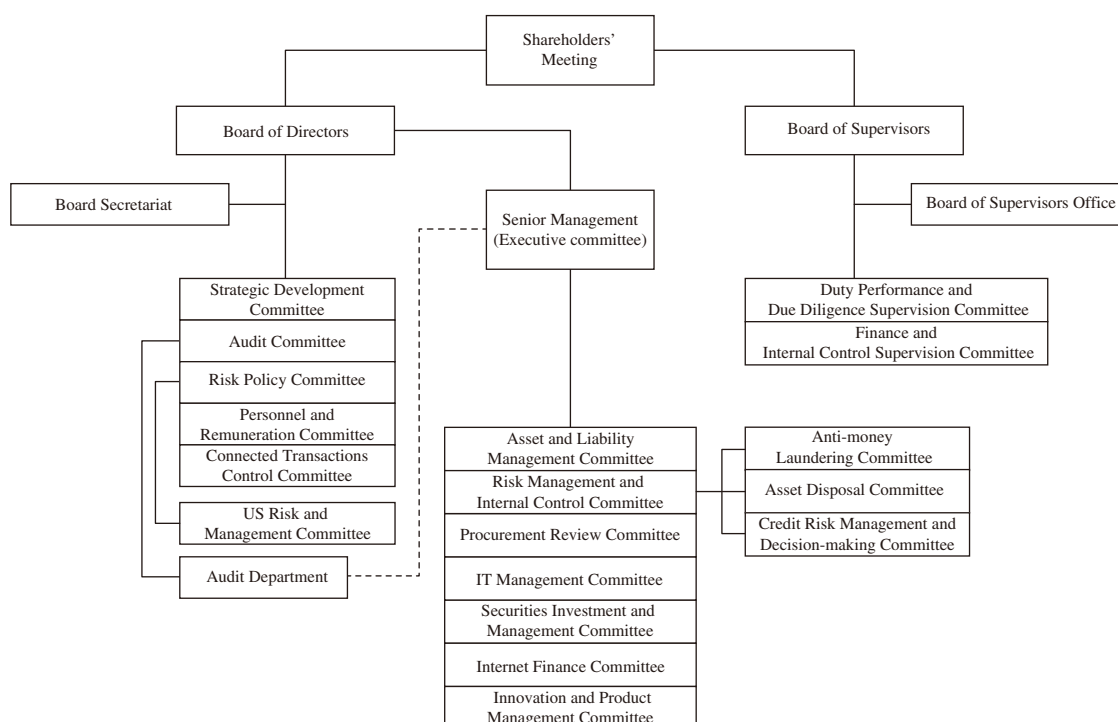 Shareholders’
Meeting
Board of Directors
Board of Supervisors
Board Secretariat
Board of Supervisors Office
Senior Management
(Executive committee)
Strategic Development
Committee
Audit Committee
Risk Policy Committee
Personnel and
Remuneration Committee
Connected Transactions
Control Committee
US Risk and
Management Committee
Audit Department
Duty Performance and
Due Diligence Supervision Committee
Finance and
Internal Control Supervision Committee
Asset and Liability
Management Committee
Risk Management and
Internal Control Committee
Procurement Review Committee
IT Management Committee
Securities Investment and
Management Committee
Internet Finance Committee
Innovation and Product
Management Committee
Anti-money
Laundering Committee
Asset Disposal Committee
Credit Risk Management and
Decision-making Committee